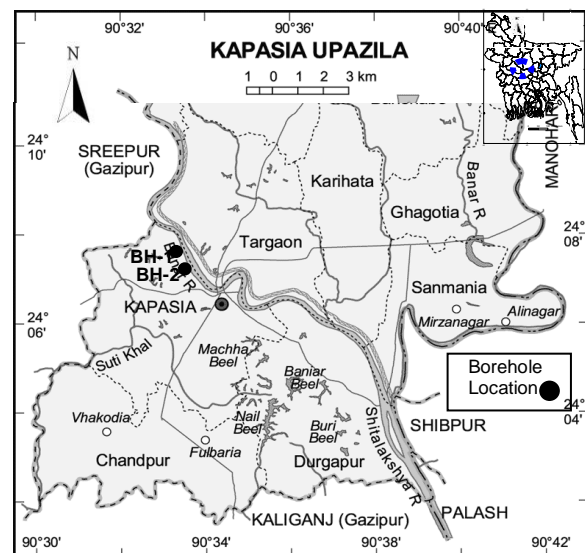 90°32'
90°36'
90°40'
KAPASIA UPAZILA
N
1 0 1 2 3 km
24°
10'
SREEPUR
(Gazipur)
MANOHAR
Banar R
Karihata
Ghagotia
24°
08'
Targaon
BH-1
BH-2
Sanmania
KAPASIA
24°
06'
Mirzanagar
Alinagar
Machha
Beel
Suti Khal
Baniar
Beel
Borehole
Location
24°
04'
Vhakodia
Nail
Beel
Buri
Beel
Shitalakshya R
SHIBPUR
Fulbaria
Chandpur
Durgapur
PALASH
KALIGANJ (Gazipur)
90°30'
90°34'
90°38'
90°42'